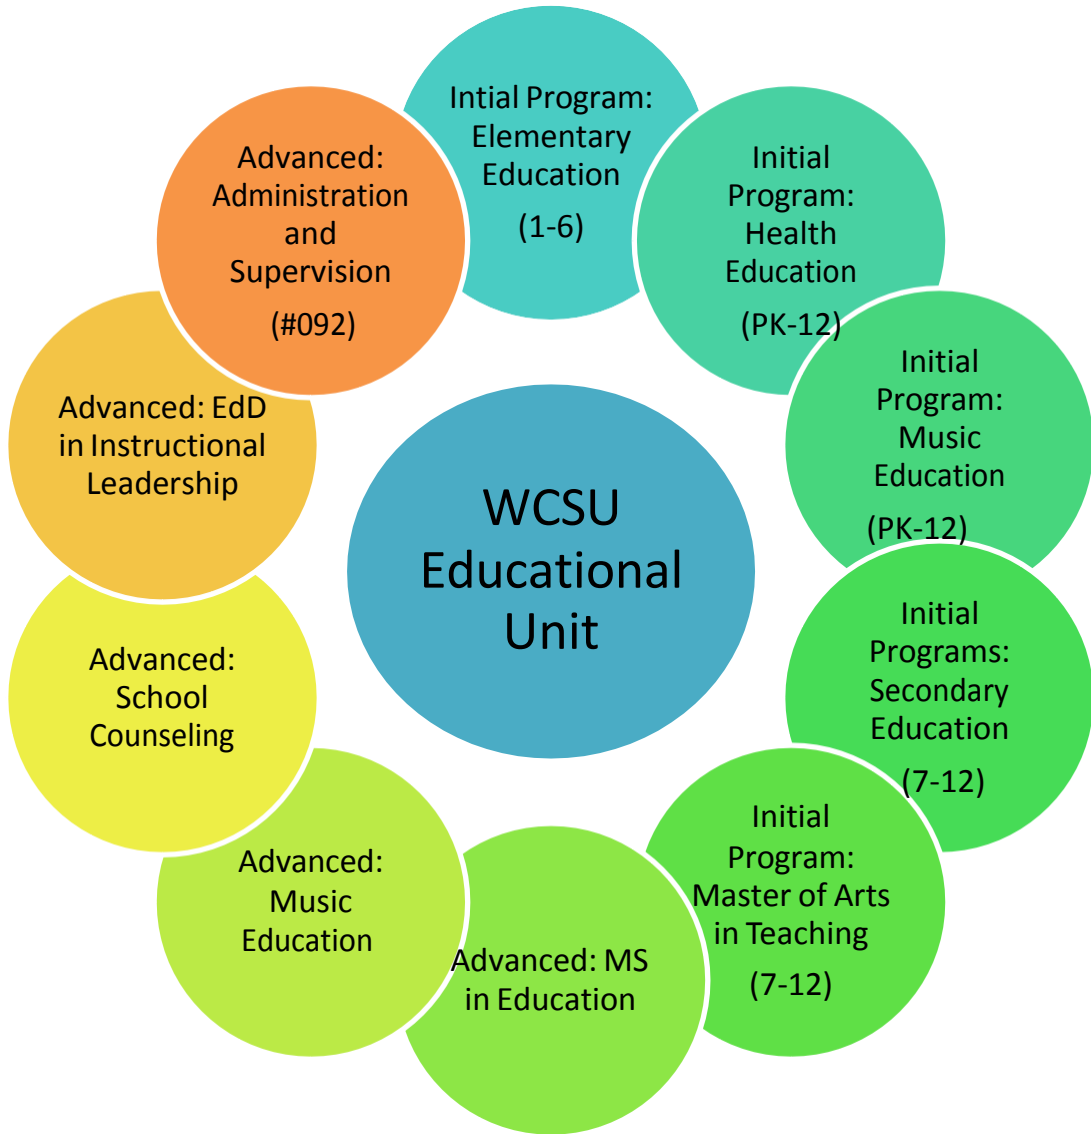 Intial Program:
Elementary
Education
(1-6)
Initial
Program:
Health
Education
(PK-12)
Initial
Program:
Music
Education
(PK-12)
Initial
Programs:
Secondary
Education
(7-12)
Initial
Program:
Master of Arts
in Teaching
(7-12)
Advanced: MS
in Education
Advanced:
Music
Education
Advanced:
School
Counseling
Advanced: EdD
in Instructional
Leadership
Advanced:
Administration
and
Supervision
(#092)
WCSU
Educational
Unit